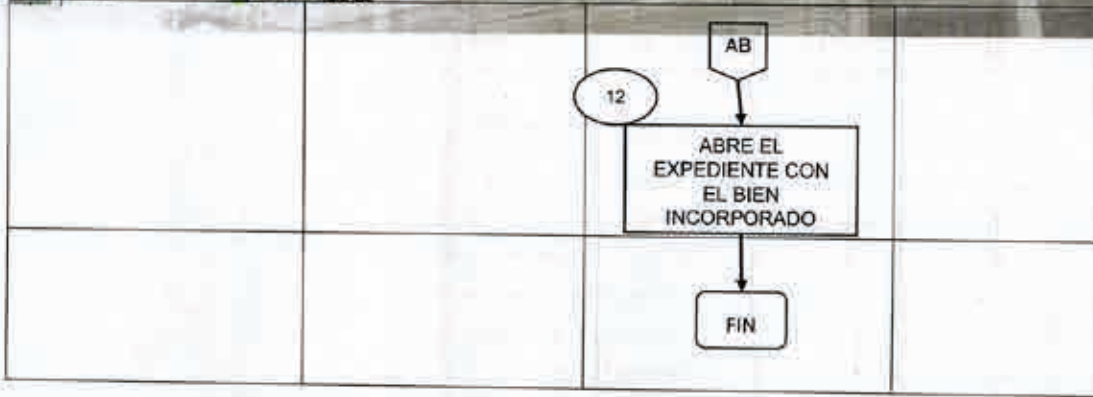 AB
12
ABRE EL
EXPEDIENTE CON
EL BIEN
INCORPORADO
FIN